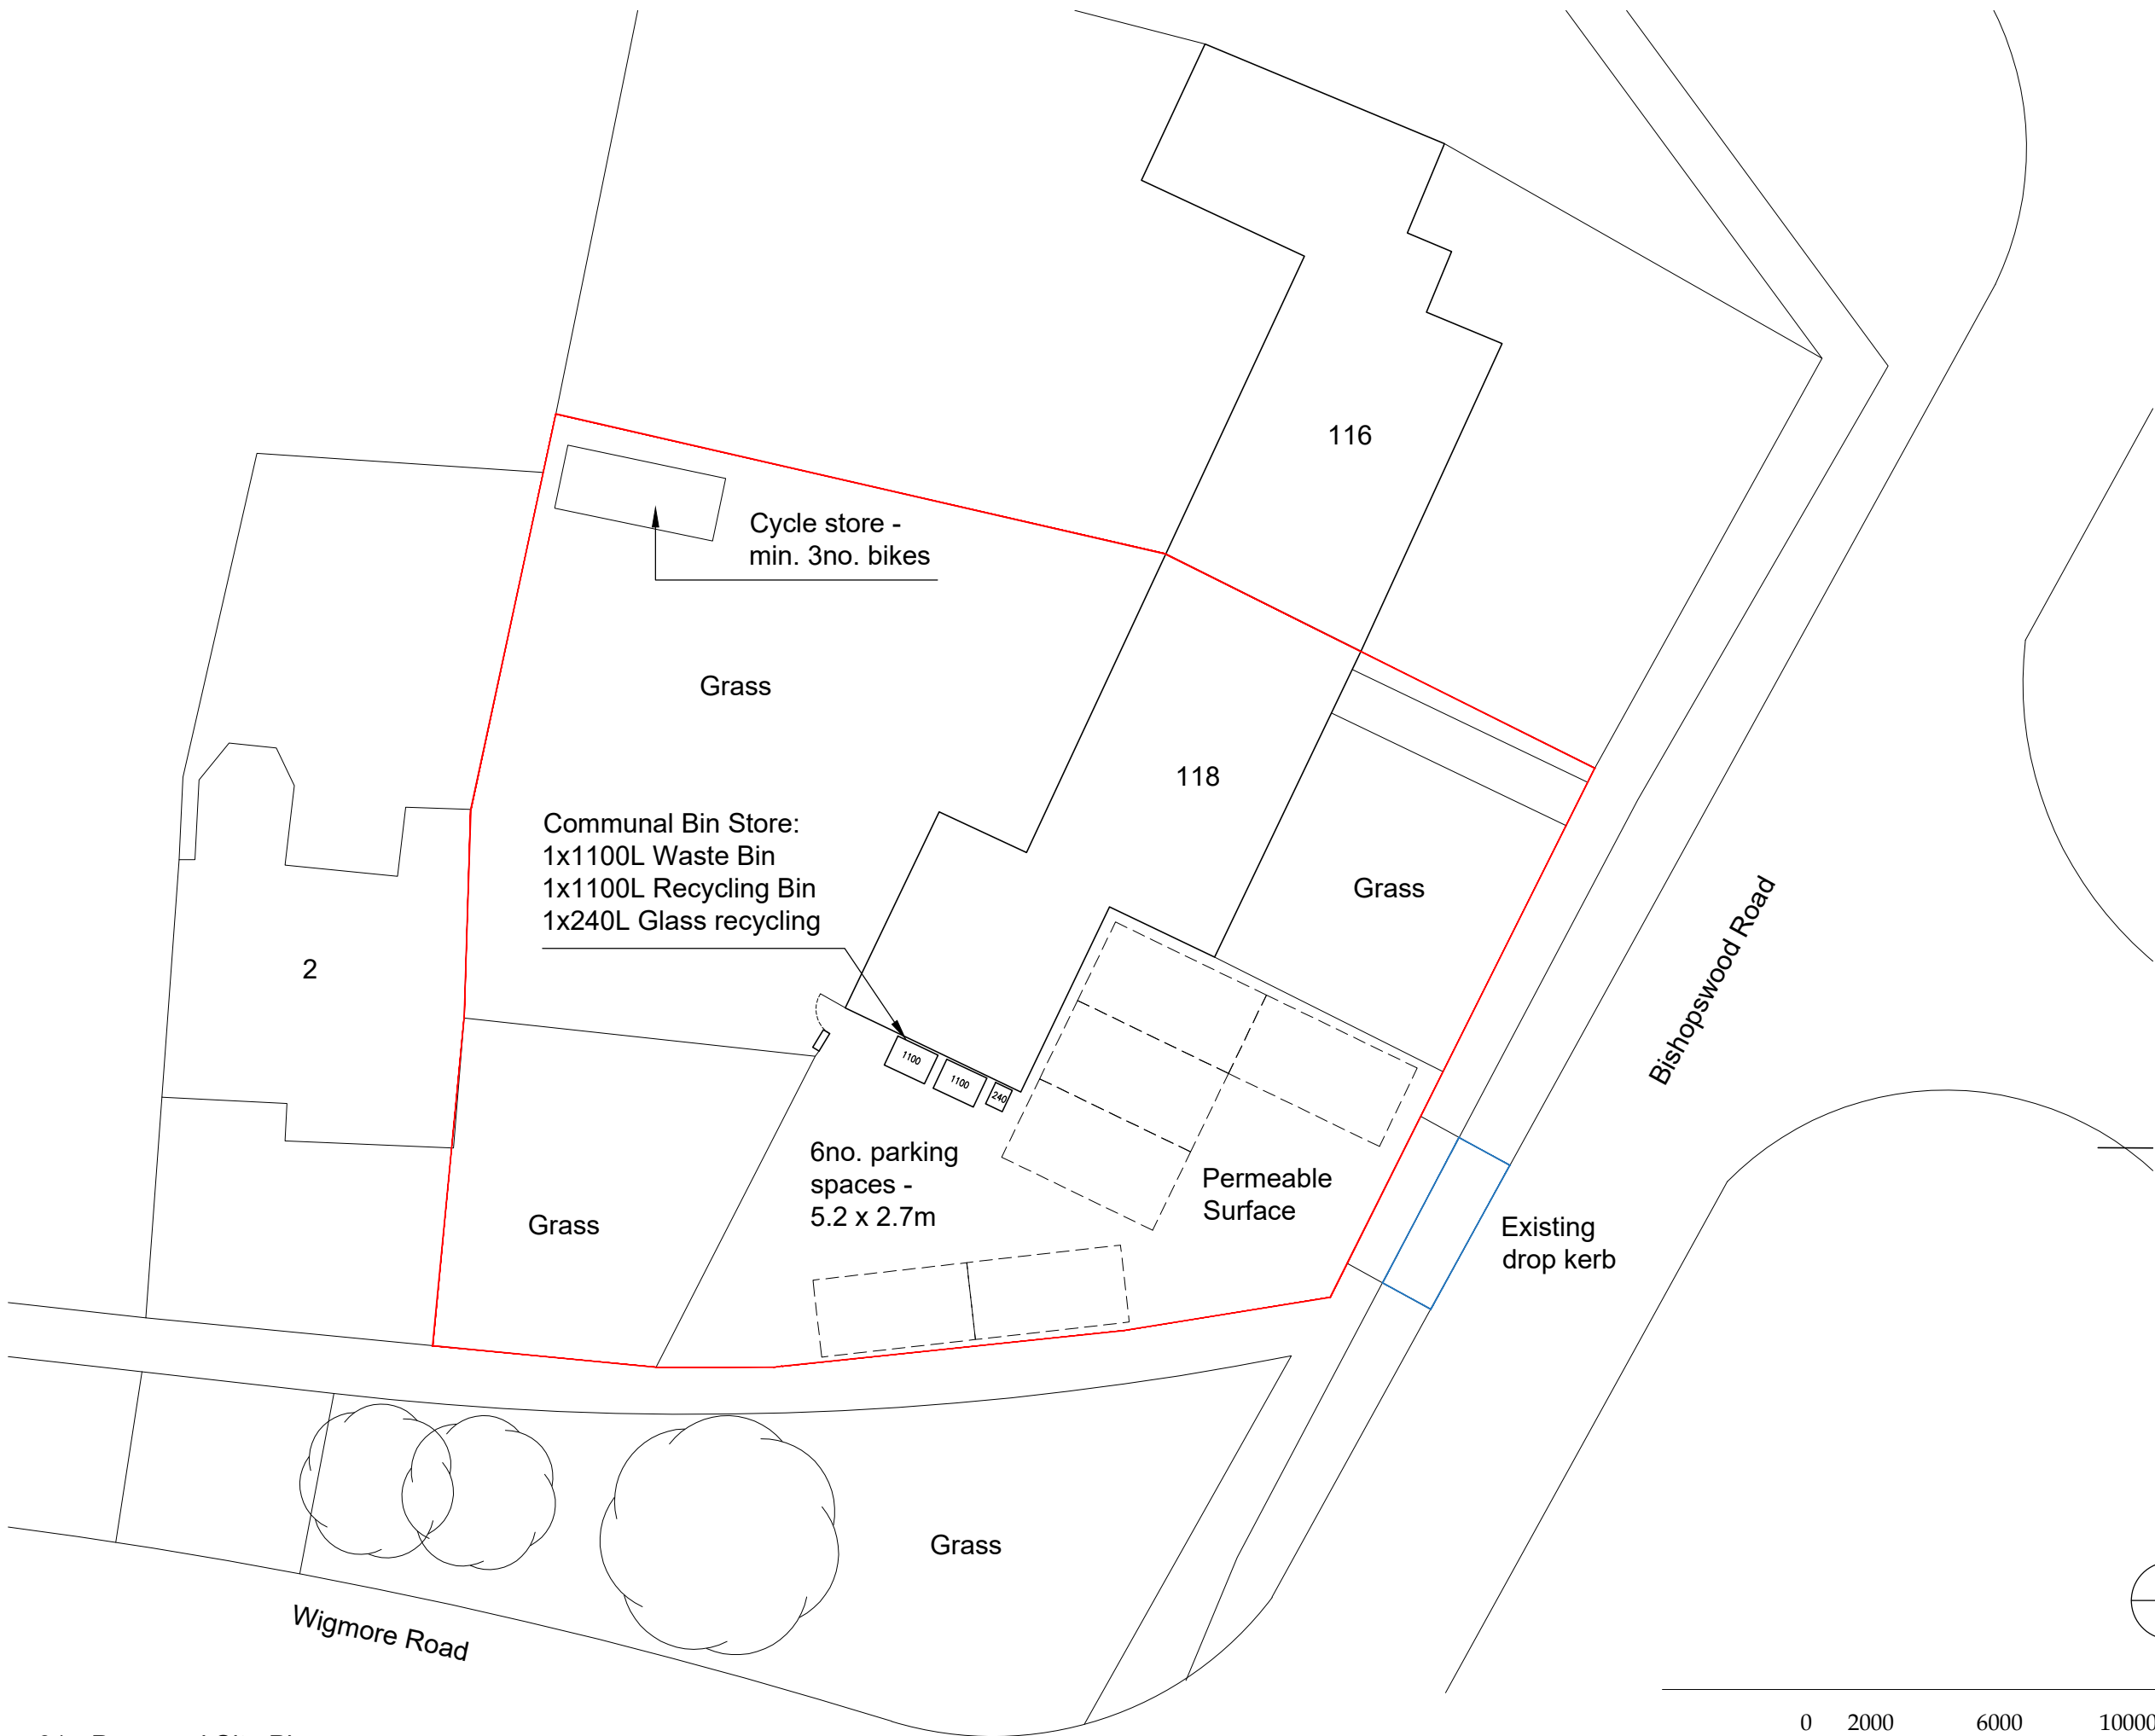 116
Cycle store -
min. 3no. bikes
Grass
118
Communal Bin Store:
1x1100L Waste Bin
1x1100L Recycling Bin
1x240L Glass recycling
Grass
2
Bishopswood Road
1100
1100
240
6no. parking
spaces -
5.2 x 2.7m
Permeable
Surface
Grass
Existing
drop kerb
Grass
Wigmore Road
0 2000 6000 10000